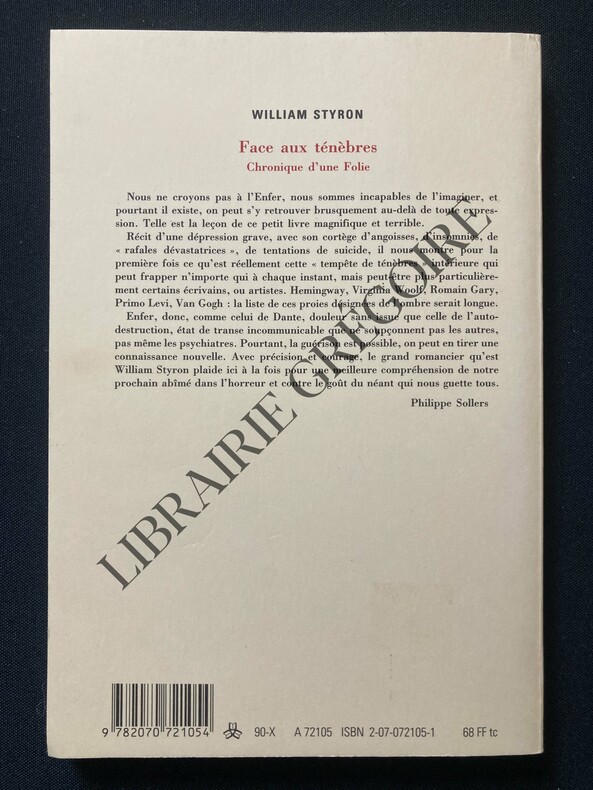 WILLIAM STYRON
Face aux ténèbres
Chronique d'une Folie
Nous ne croyons pas à l'Enfer, nous sommes incapables de l'imaginer, et
pourtant il existe, on peut s'y retrouver brusquement au-delà de toute expres-
sion. Telle est la leçon de ce petit livre magnifique et terrible.
Récit d'une dépression grave, avec son cortège d'angoisses, d'insomnies, de
« rafales dévastatrices », de tentations de suicide, il nous montre pour la
première fois ce qu'est réellement cette « tempête de ténèbres » intérieure qui
peut frapper n'importe qui à chaque instant, mais peut-être plus particulière-
ment certains écrivains, ou artistes. Hemingway, Virginia Woolf, Romain Gary,
Primo Levi, Van Gogh : la liste de ces proies désignées de l'ombre serait longue.
Enfer, donc, comme celui de Dante, douleur sans issue que celle de l'auto-
destruction, état de transe incommunicable que ne soupçonnent pas les autres,
pas même les psychiatres. Pourtant, la guérison est possible, on peut en tirer une
connaissance nouvelle. Avec précision et courage, le grand romancier qu'est
William Styron plaide ici à la fois pour une meilleure compréhension de notre
prochain abîmé dans l'horreur et contre le goût du néant qui nous guette tous.
Philippe Sollers
LIBRAIRIE GRÉGOIRE
9 782070 721054 90-X A 72105 ISBN 2-07-072105-1 68 FF tc